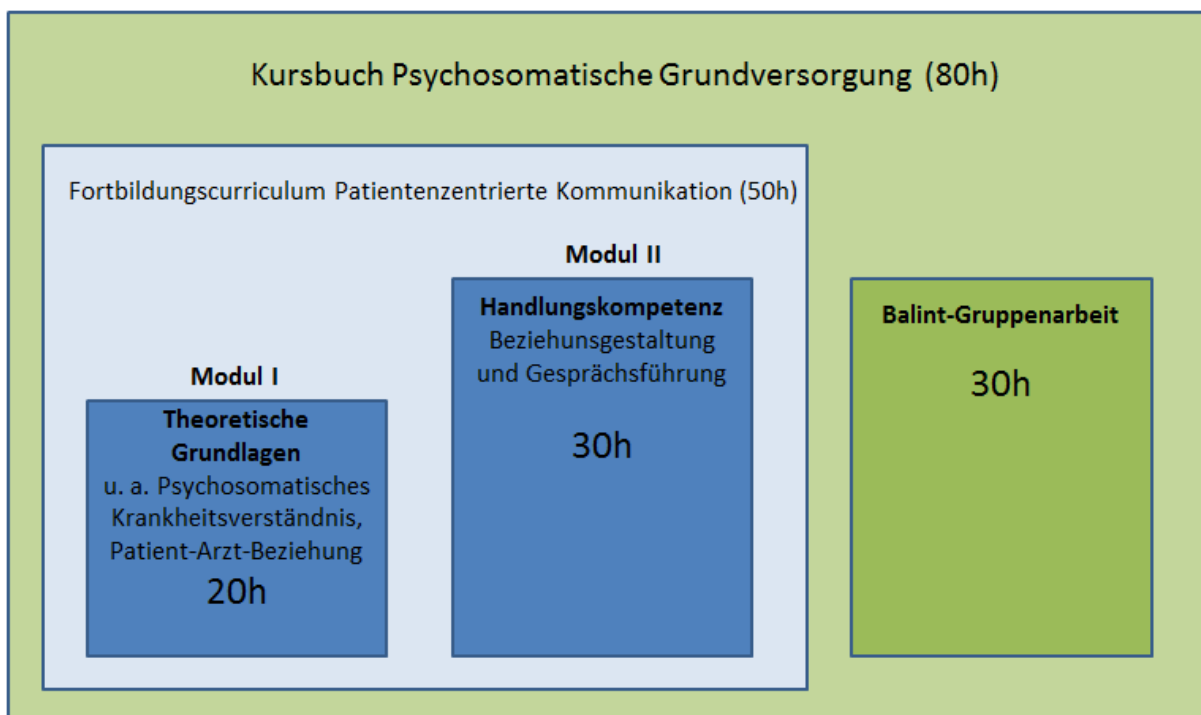 Kursbuch Psychosomatische Grundversorgung (80h)
Fortbildungscurriculum Patientenzentrierte Kommunikation (50h)
Modul I
Theoretische
Grundlagen
u. a. Psychosomatisches
Krankheitsverständnis,
Patient-Arzt-Beziehung
20h
Modul II
Handlungskompetenz
Beziehunsgestaltung
und Gesprächsführung
30h
Balint-Gruppenarbeit
30h